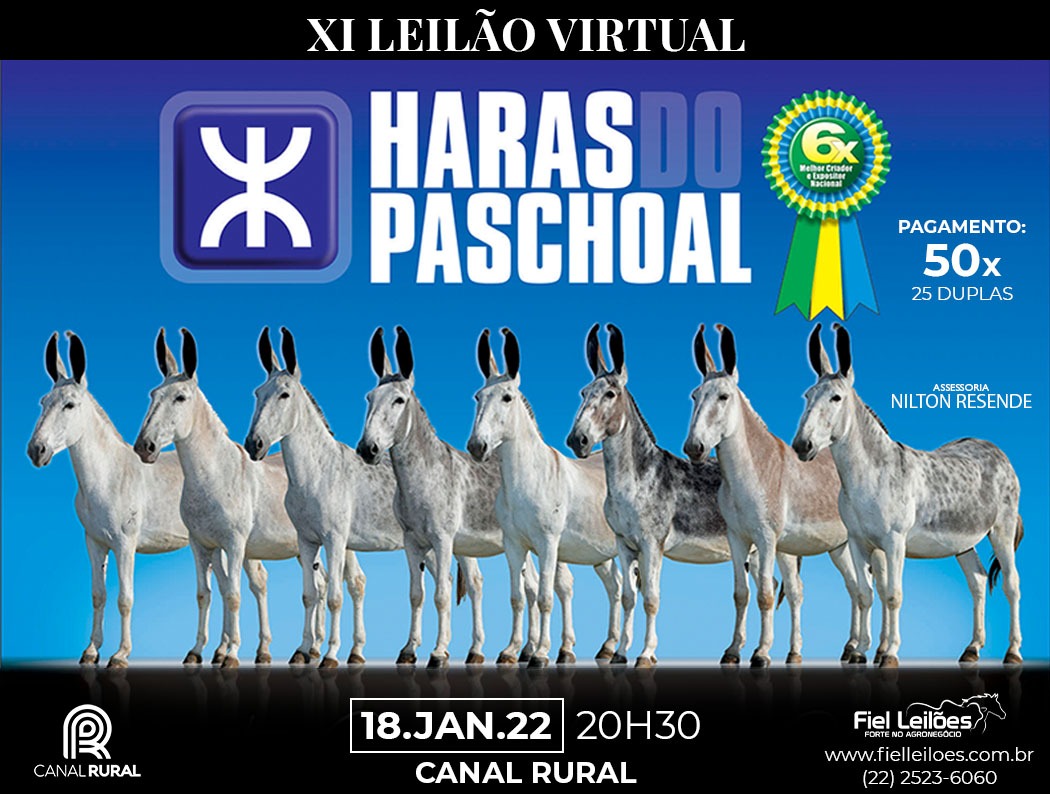 XI LEILÃO VIRTUAL
HARAS DO
PASCHOAL
6x
Melhor Criador
e Expositor
Nacional
PAGAMENTO:
50x
25 DUPLAS
ASSESSORIA
NILTON RESENDE
18.JAN.22 20H30
CANAL RURAL
CANAL RURAL
Fiel Leilões
FORTE NO AGRONEGÓCIO
www.fielleiloes.com.br
(22) 2523-6060